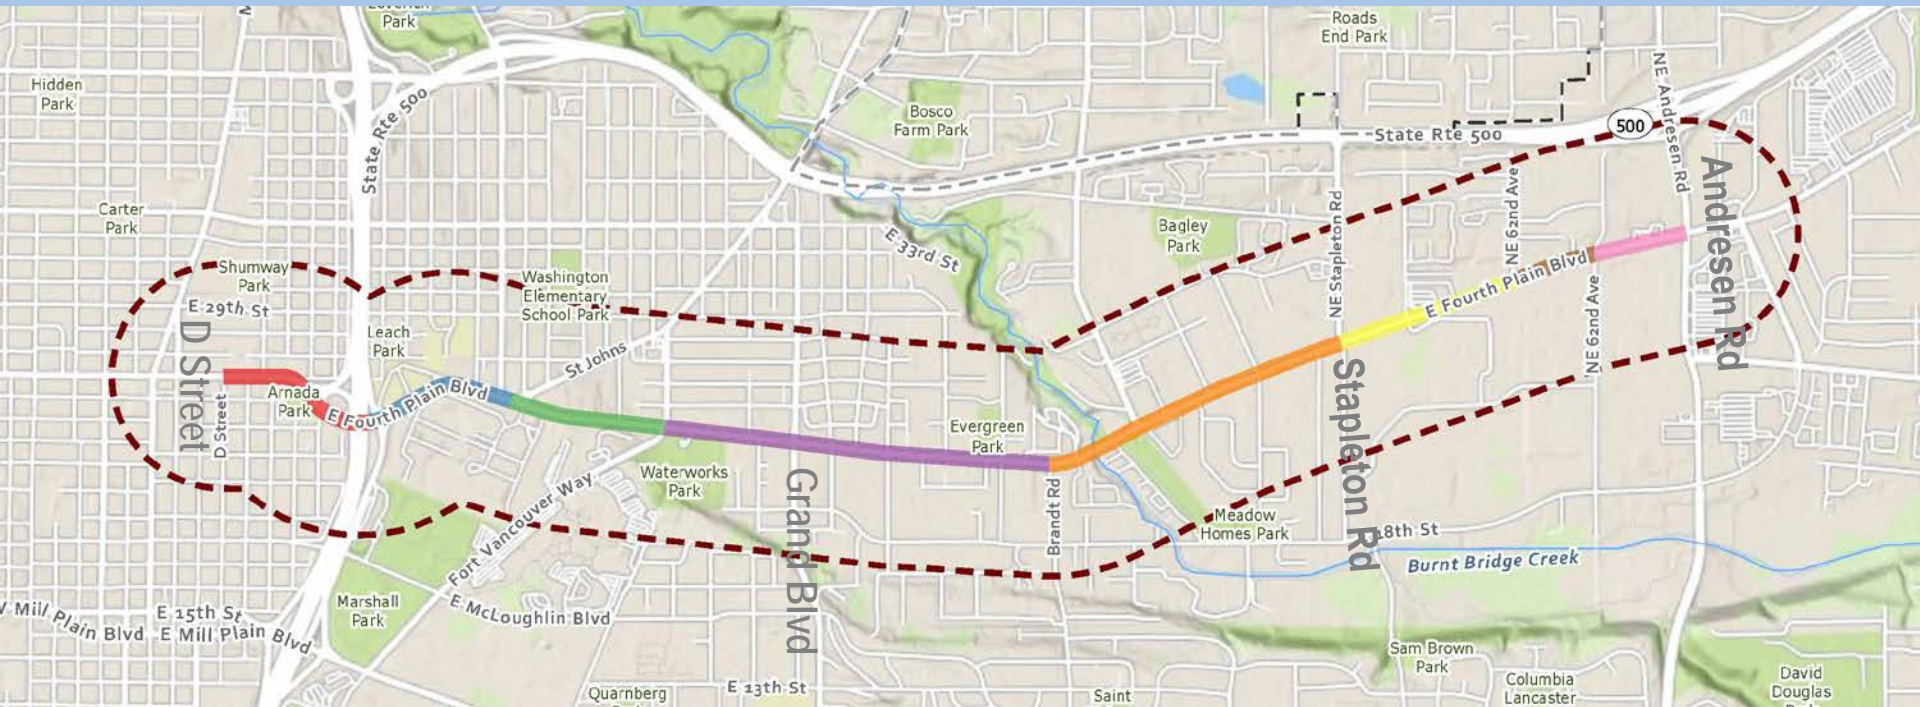 Park
Roads
End Park
Hidden
Park
State Rte 500
Bosco
Farm Park
State Rte 500
500
NE Andresen Rd
Andresen Rd
Carter
Park
E 33rd St
Bagley
Park
NE Stapleton Rd
NE 62nd Ave
Shumway
Park
Washington
Elementary
School Park
E Fourth Plain Blvd
E 29th St
D Street
Leach
Park
St Johns
NE 62nd Ave
Arnada
Park
E Fourth Plain Blvd
D Street
Stapleton Rd
Evergreen
Park
Waterworks
Park
Grand Blvd
Brandt Rd
Fort Vancouver Way
Meadow
Homes Park
18th St
Burnt Bridge Creek
Marshall
Park
E McLoughlin Blvd
Mill Plain Blvd
E 15th St
E Mill Plain Blvd
Sam Brown
Park
Columbia
Lancaster
David
Douglas
Quarnberg
E 13th St
Saint